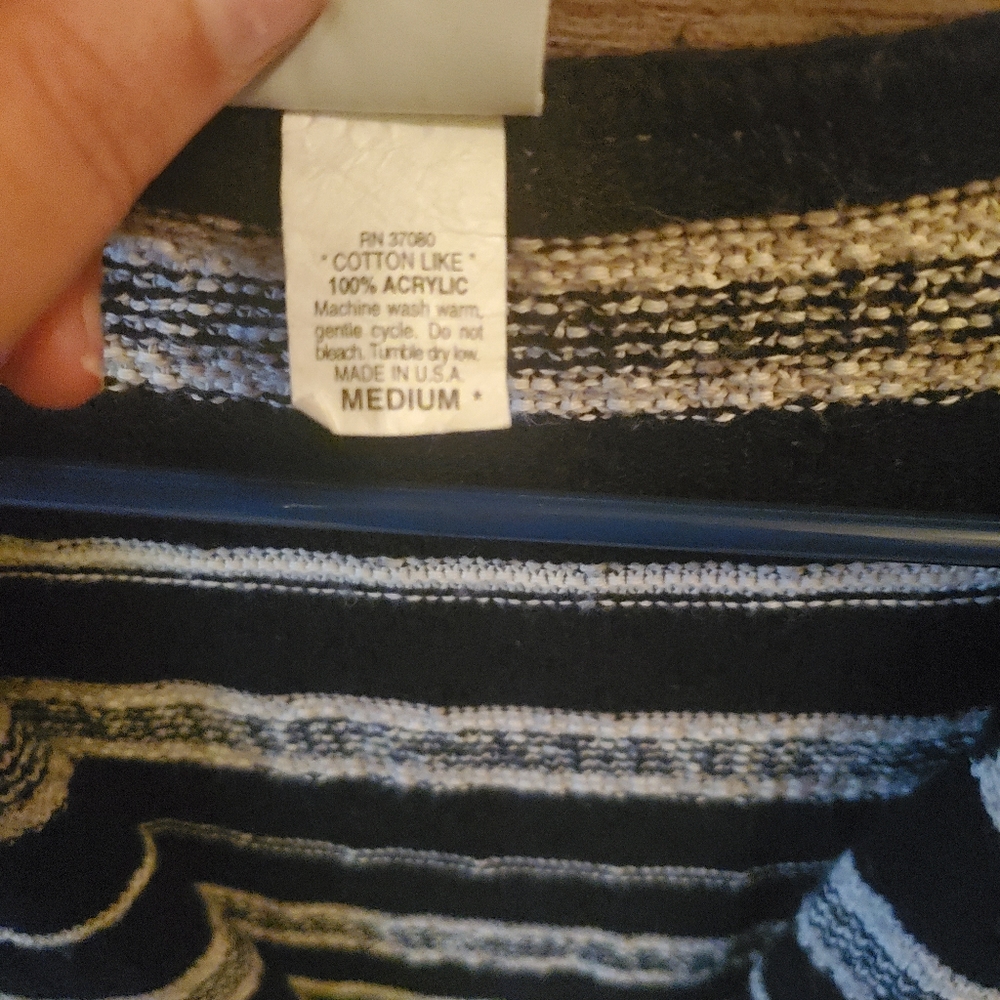 RN 37080
" COTTON LIKE "
100% ACRYLIC
Machine wash warm,
gentle cycle. Do not
bleach. Tumble dry low.
MADE IN U.S.A.
MEDIUM *